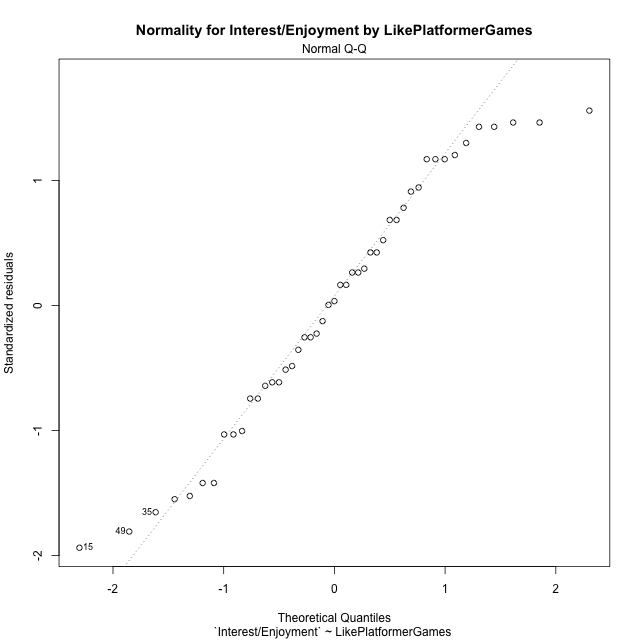 Normality for Interest/Enjoyment by LikePlatformerGames
Normal Q-Q
Standardized residuals
1
0
-1
-2
35
49
15
-2 -1 0 1 2
Theoretical Quantiles
`Interest/Enjoyment` ~ LikePlatformerGames